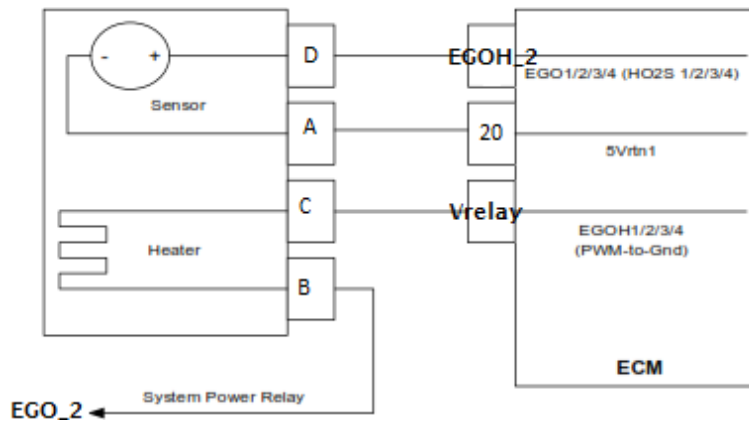 - +
D
EGOH_2
EGO1/2/3/4 (HO2S 1/2/3/4)
Sensor
A
20
5Vrtn1
C
Vrelay
EGOH1/2/3/4
(PWM-to-Gnd)
Heater
B
ECM
System Power Relay
EGO_2